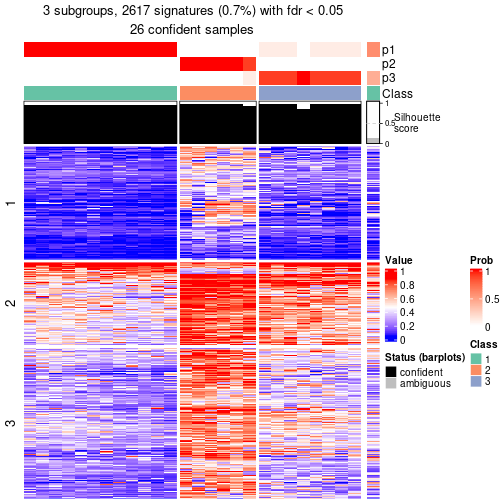 3 subgroups, 2617 signatures (0.7%) with fdr < 0.05
26 confident samples
p1
p2
p3
Class
1
0.5
0
Silhouette
score
1
2
3
Value
1
0.8
0.6
0.4
0.2
0
Prob
1
0.5
0
Status (barplots)
confident
ambiguous
Class
1
2
3